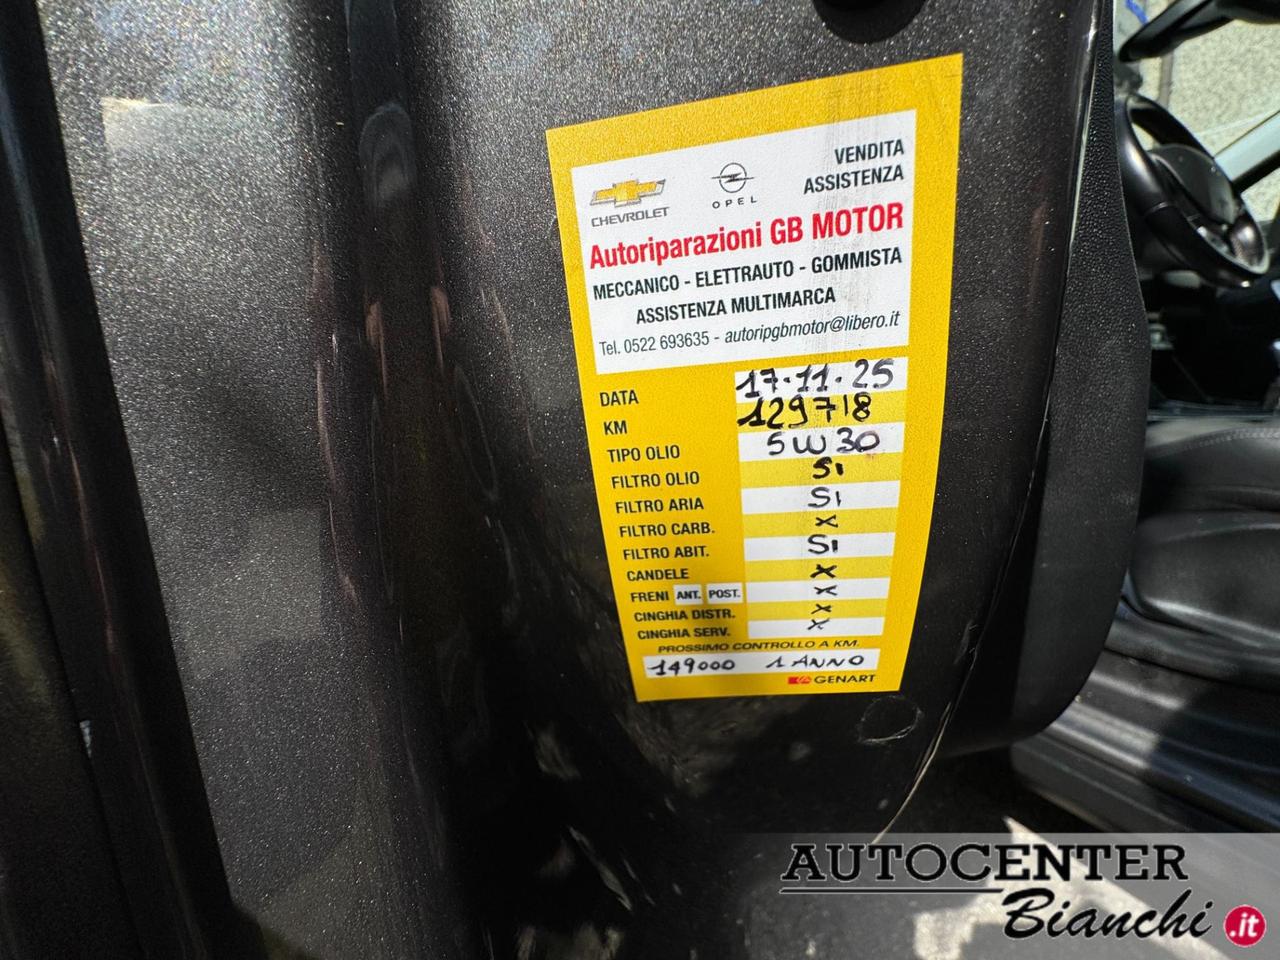 CHEVROLET
OPEL
VENDITA
ASSISTENZA
Autoriparazioni GB MOTOR
MECCANICO - ELETTRAUTO - GOMMISTA
ASSISTENZA MULTIMARCA
Tel. 0522 693635 - autoripgbmotor@libero.it
DATA 17.11.25
KM 129718
TIPO OLIO 5W30
FILTRO OLIO Si
FILTRO ARIA Si
FILTRO CARB. X
FILTRO ABIT. Si
CANDELE X
FRENI ANT. POST. X
CINGHIA DISTR. X
CINGHIA SERV. X
PROSSIMO CONTROLLO A KM.
149000 1 ANNO
GENART
AUTOCENTER
Bianchi.it